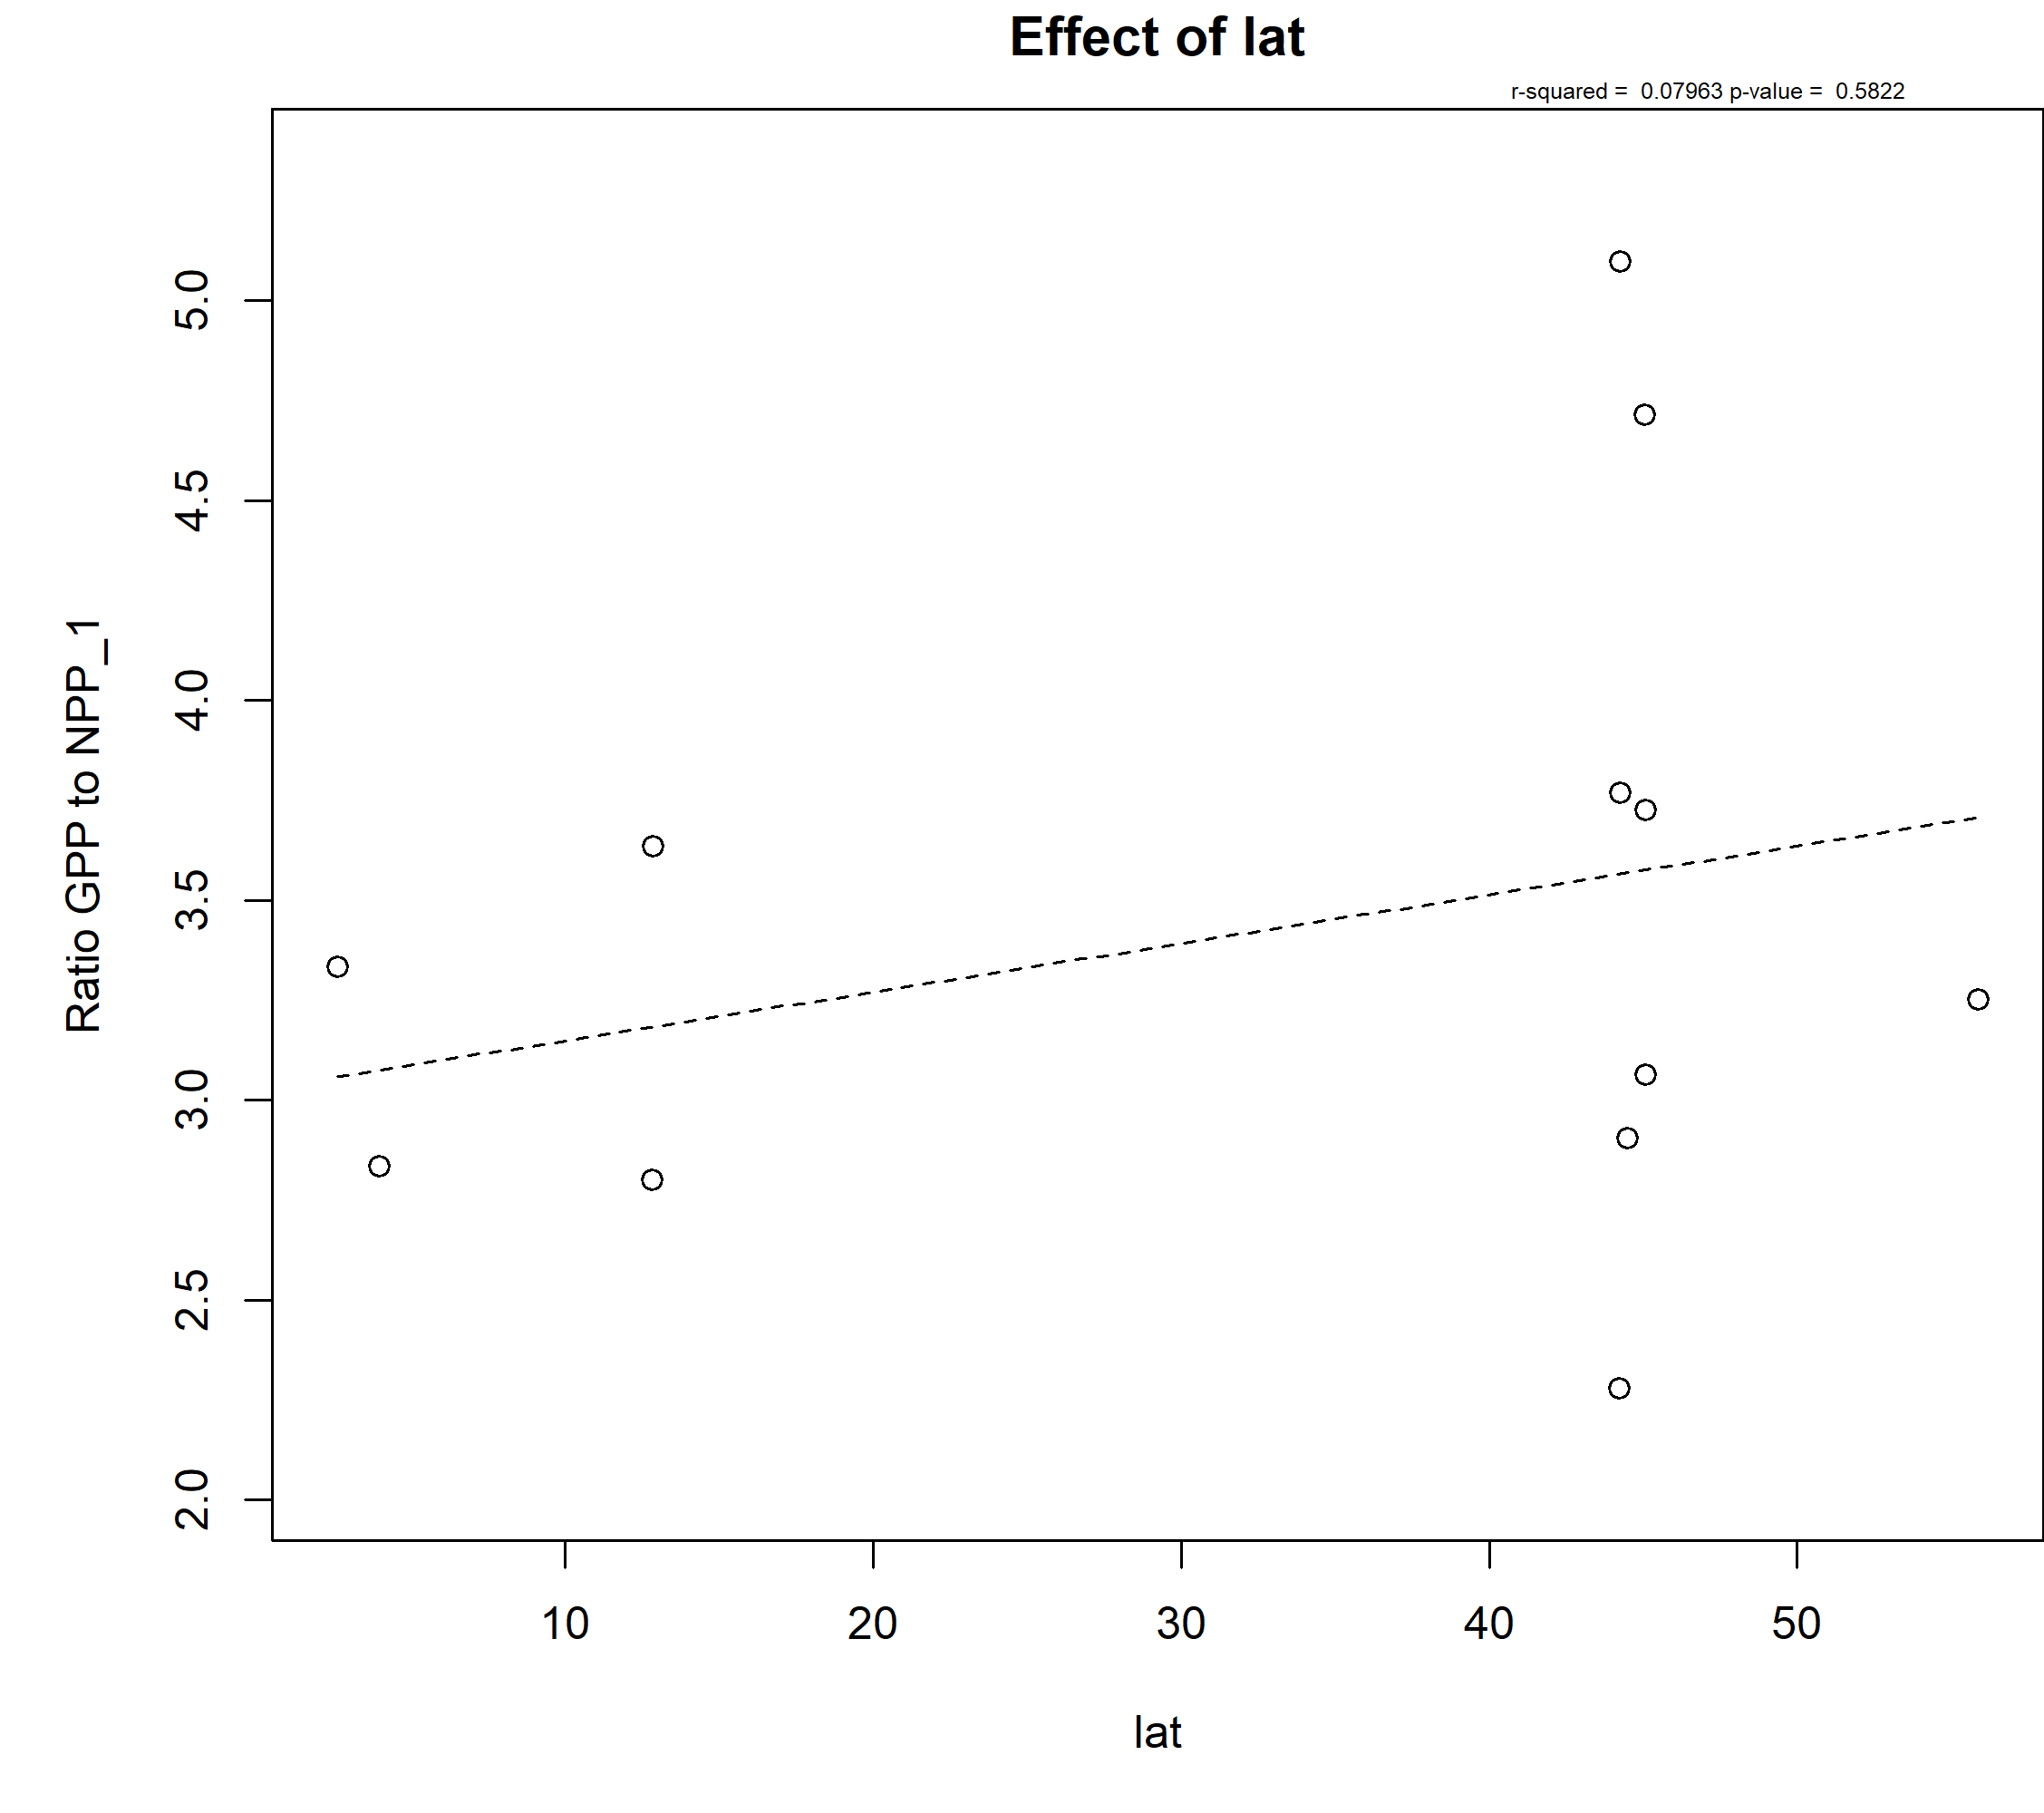 Effect of lat
r-squared =  0.07963 p-value =  0.5822
Ratio GPP to NPP_1
5.0
4.5
4.0
3.5
3.0
2.5
2.0
10 20 30 40 50
lat